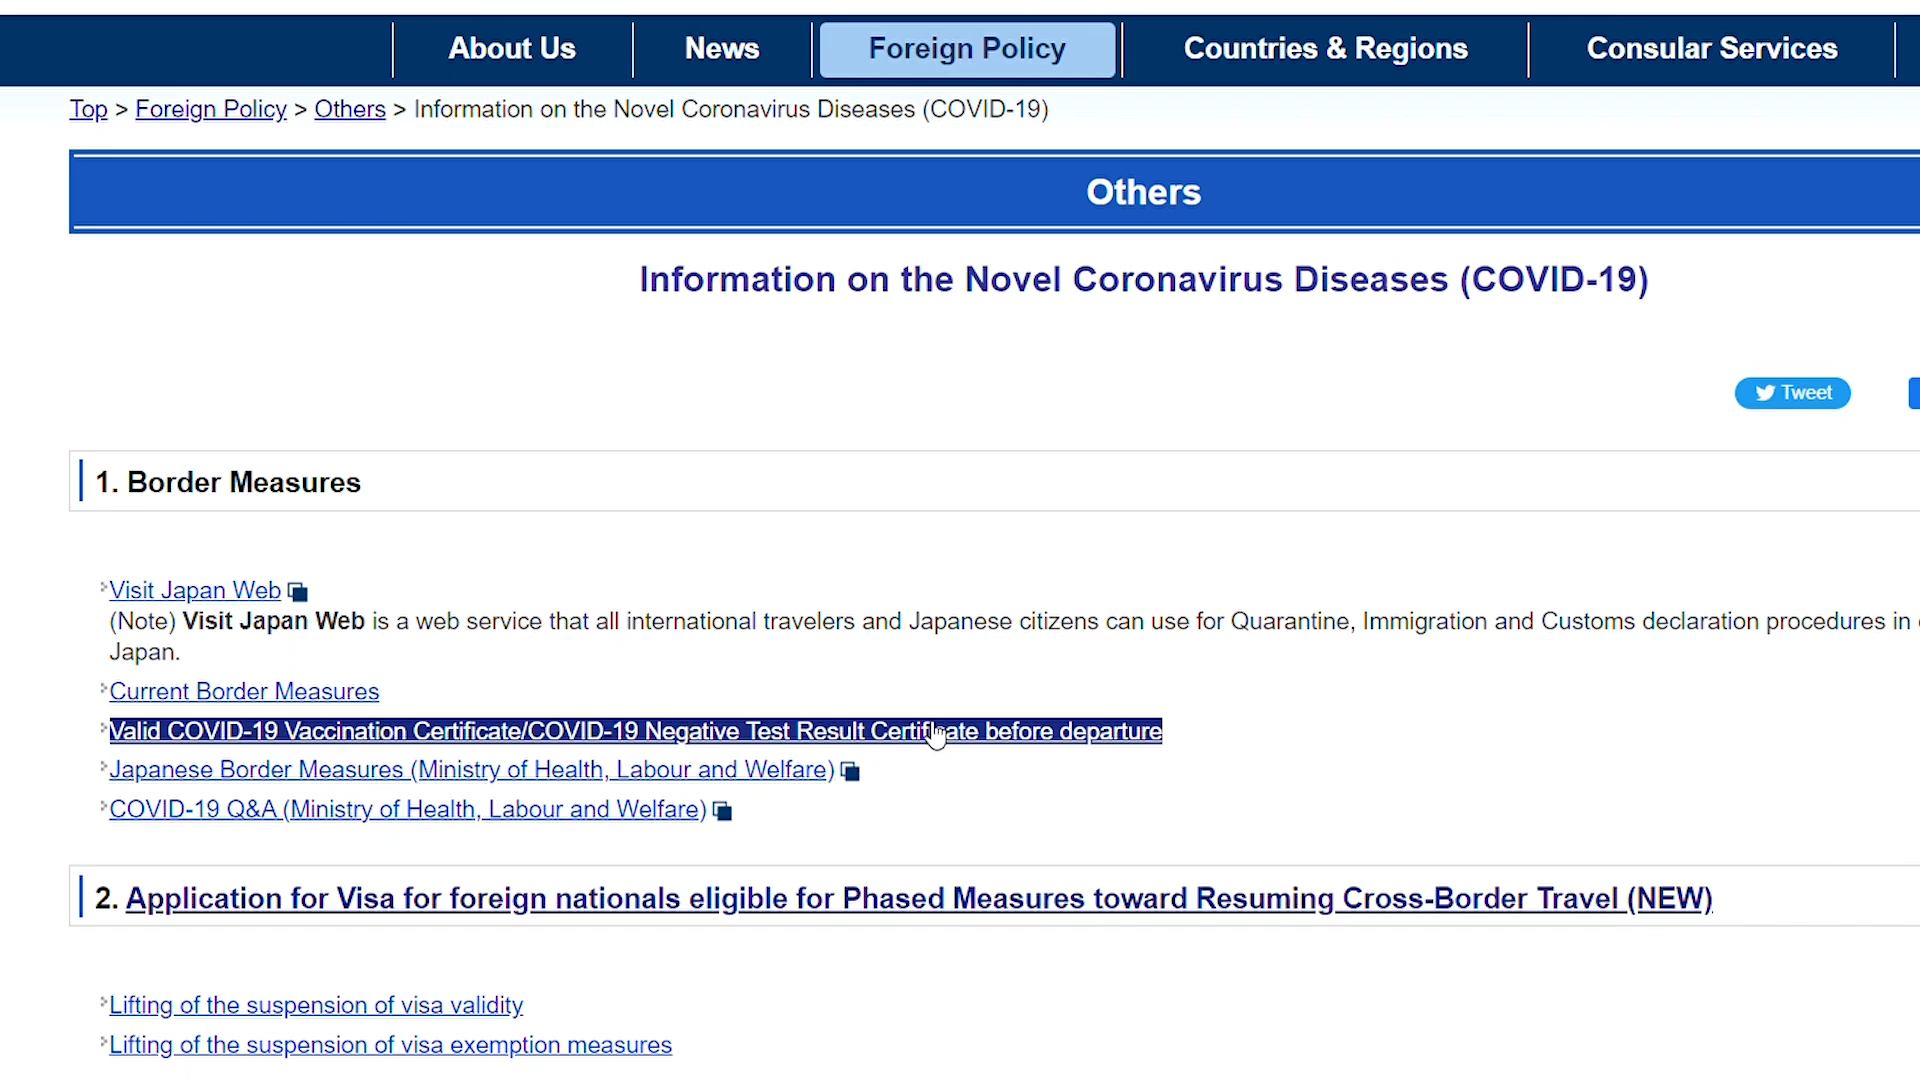 About Us News Foreign Policy Countries & Regions Consular Services
Top > Foreign Policy > Others > Information on the Novel Coronavirus Diseases (COVID-19)
Others
Information on the Novel Coronavirus Diseases (COVID-19)
Tweet
1. Border Measures
Visit Japan Web
(Note) Visit Japan Web is a web service that all international travelers and Japanese citizens can use for Quarantine, Immigration and Customs declaration procedures in
Japan.
Current Border Measures
Valid COVID-19 Vaccination Certificate/COVID-19 Negative Test Result Certificate before departure
Japanese Border Measures (Ministry of Health, Labour and Welfare)
COVID-19 Q&A (Ministry of Health, Labour and Welfare)
2. Application for Visa for foreign nationals eligible for Phased Measures toward Resuming Cross-Border Travel (NEW)
Lifting of the suspension of visa validity
Lifting of the suspension of visa exemption measures